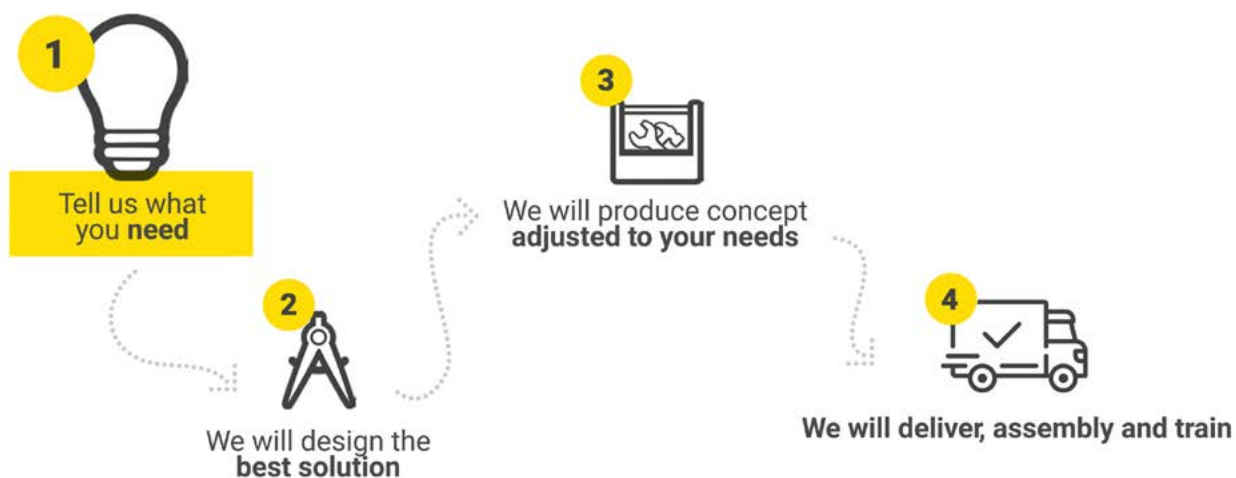 1
Tell us what
you need
2
We will design the
best solution
3
We will produce concept
adjusted to your needs
4
We will deliver, assembly and train